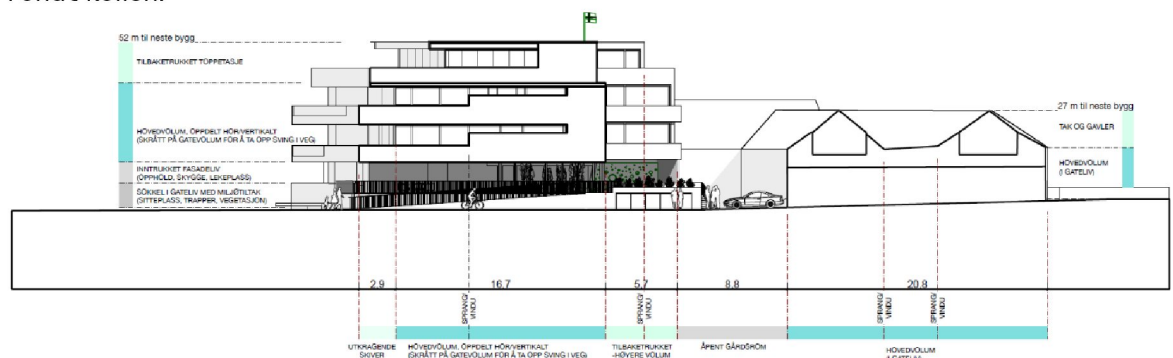 52 m til neste bygg
TILBAKETRUKKET TOPPETASJE
HOVEDVOLUM, OPPDELT HOR/VERTIKALT
(SKRÅTT PÅ GATEVOLUM FOR Å TA OPP SVING I VEG)
INNTRUKKET FASADELIV
(OPPHOLD, SKYGGE, LEKEPLASS)
SOKKEL I GATELIV MED MILJØTILTAK
(SITTEPLASS, TRAPPER, VEGETASJON)
27 m til neste bygg
TAK OG GAVLER
HOVEDVOLUM
(I GATELIV)
2.9
16.7
5.7
8.8
20.8
SPRANG/
VINDU
SPRANG/
VINDU
SPRANG/
VINDU
SPRANG/
VINDU
UTKRAGENDE
SKIVER
HOVEDVOLUM, OPPDELT HOR/VERTIKALT
(SKRÅTT PÅ GATEVOLUM FOR Å TA OPP SVING I VEG)
TILBAKETRUKKET
-HØYERE VOLUM
ÅPENT GÅRDSROM
HOVEDVOLUM